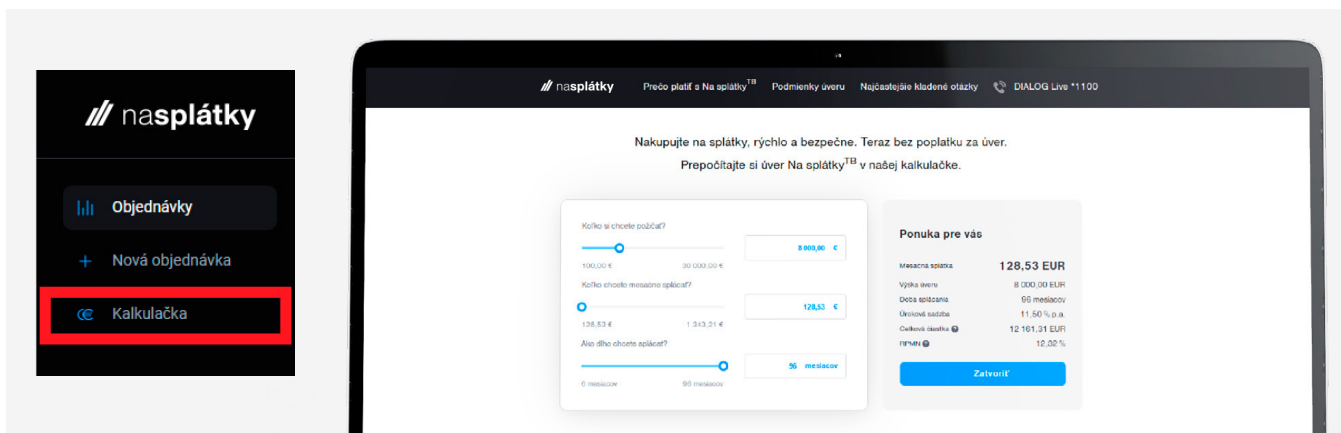 nasplátky
Objednávky
Nová objednávka
Kalkulačka
nasplátky Prečo platiť s Na splátky TB Podmienky úveru Najčastejšie kladené otázky DIALOG Live *1100
Nakupujte na splátky, rýchlo a bezpečne. Teraz bez poplatku za úver.
Prepočítajte si úver Na splátky TB v našej kalkulačke.
Koľko si chcete požičať?
8 000,00 €
100,00 € 30 000,00 €
Koľko chcete mesačne splácať?
128,53 €
128,53 € 1 343,21 €
Ako dlho chcete splácať?
96 mesiacov
6 mesiacov 96 mesiacov
Ponuka pre vás
Mesačná splátka 128,53 EUR
Výška úveru 8 000,00 EUR
Doba splácania 96 mesiacov
Úroková sadzba 11,50 % p.a.
Celková čiastka 12 161,31 EUR
RPMN 12,02 %
Zatvoriť